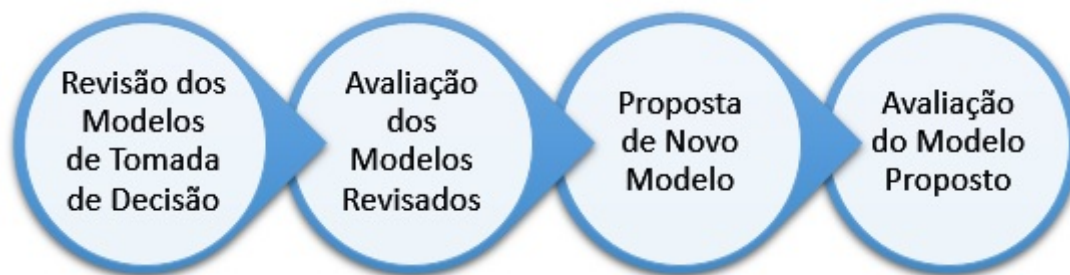 Revisão dos
Modelos
de Tomada
de Decisão
Avaliação
dos
Modelos
Revisados
Proposta
de Novo
Modelo
Avaliação
do Modelo
Proposto